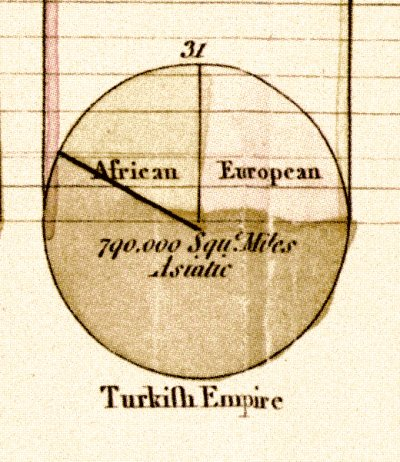 31
African European
790.000 Squ.ᵉ Miles
Asiatic
Turkiſh Empire